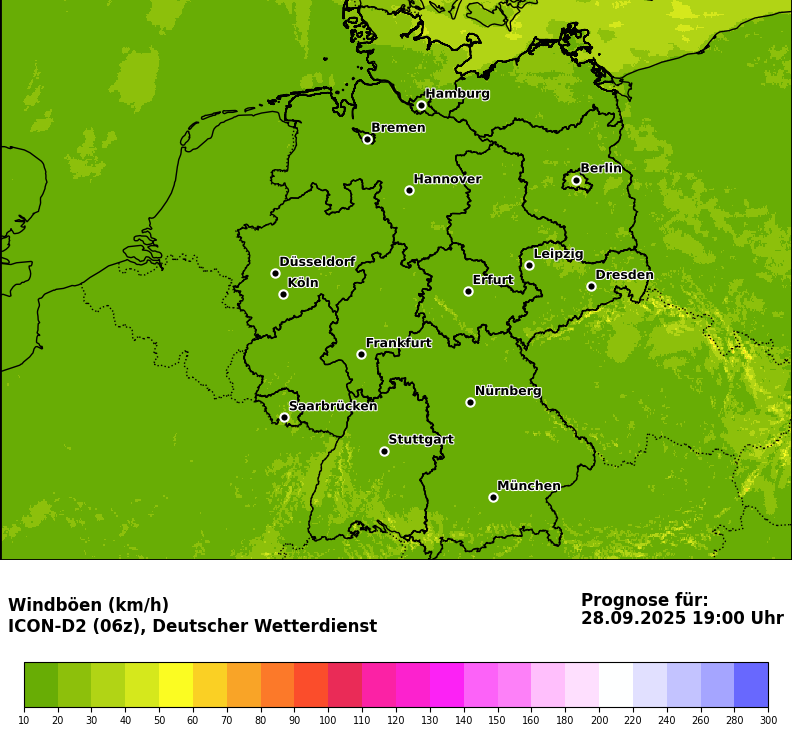 Hamburg
Bremen
Berlin
Hannover
Leipzig
Düsseldorf
Dresden
Köln
Erfurt
Frankfurt
Nürnberg
Saarbrücken
Stuttgart
München
Windböen (km/h)
ICON-D2 (06z), Deutscher Wetterdienst
Prognose für:
28.09.2025 19:00 Uhr
10 20 30 40 50 60 70 80 90 100 110 120 130 140 150 160 180 200 220 240 260 280 300